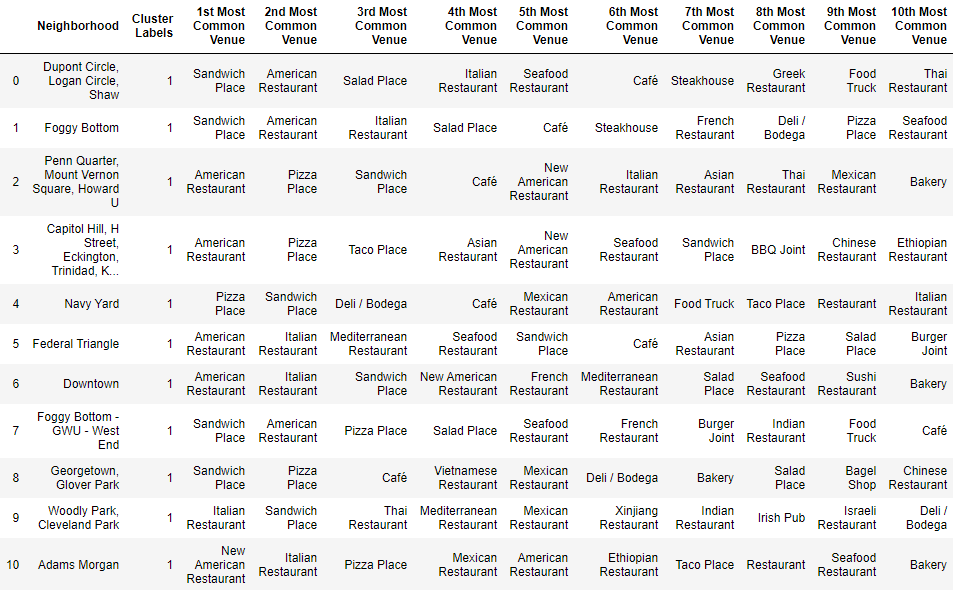 Neighborhood Cluster Labels 1st Most Common Venue 2nd Most Common Venue 3rd Most Common Venue 4th Most Common Venue 5th Most Common Venue 6th Most Common Venue 7th Most Common Venue 8th Most Common Venue 9th Most Common Venue 10th Most Common Venue
0 Dupont Circle, Logan Circle, Shaw 1 Sandwich Place American Restaurant Salad Place Italian Restaurant Seafood Restaurant Café Steakhouse Greek Restaurant Food Truck Thai Restaurant
1 Foggy Bottom 1 Sandwich Place American Restaurant Italian Restaurant Salad Place Café Steakhouse French Restaurant Deli / Bodega Pizza Place Seafood Restaurant
2 Penn Quarter, Mount Vernon Square, Howard U 1 American Restaurant Pizza Place Sandwich Place Café New American Restaurant Italian Restaurant Asian Restaurant Thai Restaurant Mexican Restaurant Bakery
3 Capitol Hill, H Street, Eckington, Trinidad, K... 1 American Restaurant Pizza Place Taco Place Asian Restaurant New American Restaurant Seafood Restaurant Sandwich Place BBQ Joint Chinese Restaurant Ethiopian Restaurant
4 Navy Yard 1 Pizza Place Sandwich Place Deli / Bodega Café Mexican Restaurant American Restaurant Food Truck Taco Place Restaurant Italian Restaurant
5 Federal Triangle 1 American Restaurant Italian Restaurant Mediterranean Restaurant Seafood Restaurant Sandwich Place Café Asian Restaurant Pizza Place Salad Place Burger Joint
6 Downtown 1 American Restaurant Italian Restaurant Sandwich Place New American Restaurant French Restaurant Mediterranean Restaurant Salad Place Seafood Restaurant Sushi Restaurant Bakery
7 Foggy Bottom - GWU - West End 1 Sandwich Place American Restaurant Pizza Place Salad Place Seafood Restaurant French Restaurant Burger Joint Indian Restaurant Food Truck Café
8 Georgetown, Glover Park 1 Sandwich Place Pizza Place Café Vietnamese Restaurant Mexican Restaurant Deli / Bodega Bakery Salad Place Bagel Shop Chinese Restaurant
9 Woodly Park, Cleveland Park 1 Italian Restaurant Sandwich Place Thai Restaurant Mediterranean Restaurant Mexican Restaurant Xinjiang Restaurant Indian Restaurant Irish Pub Israeli Restaurant Deli / Bodega
10 Adams Morgan 1 New American Restaurant Italian Restaurant Pizza Place Mexican Restaurant American Restaurant Ethiopian Restaurant Taco Place Restaurant Seafood Restaurant Bakery